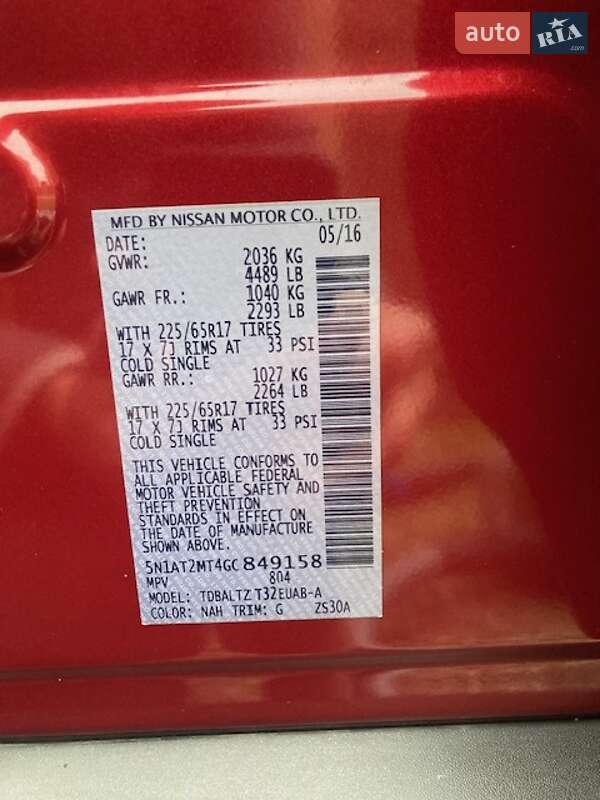 auto RIA.com
MFD BY NISSAN MOTOR CO., LTD.
DATE: 05/16
GVWR: 2036 KG
4489 LB
GAWR FR.: 1040 KG
2293 LB
WITH 225/65R17 TIRES
17 X 7J RIMS AT 33 PSI
COLD SINGLE
GAWR RR.: 1027 KG
2264 LB
WITH 225/65R17 TIRES
17 X 7J RIMS AT 33 PSI
COLD SINGLE
THIS VEHICLE CONFORMS TO
ALL APPLICABLE FEDERAL
MOTOR VEHICLE SAFETY AND
THEFT PREVENTION
STANDARDS IN EFFECT ON
THE DATE OF MANUFACTURE
SHOWN ABOVE.
5N1AT2MT4GC849158
MPV 804
MODEL: TDBALTZ T32EUAB-A
COLOR: NAH TRIM: G ZS30A